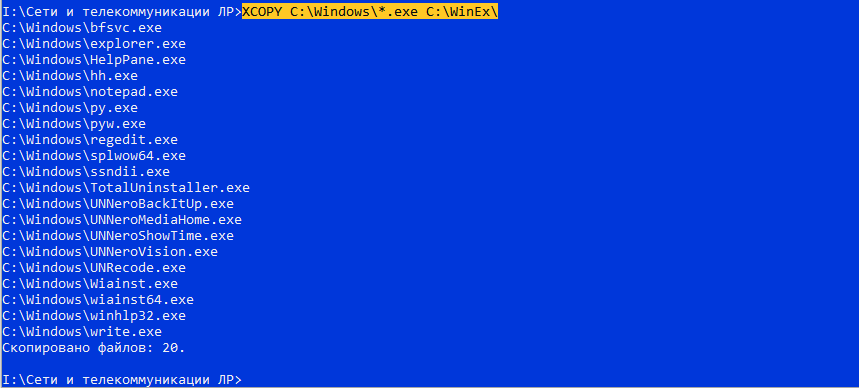 I:\Сети и телекоммуникации ЛР>XCOPY C:\Windows\*.exe C:\WinEx\
C:\Windows\bfsvc.exe
C:\Windows\explorer.exe
C:\Windows\HelpPane.exe
C:\Windows\hh.exe
C:\Windows\notepad.exe
C:\Windows\py.exe
C:\Windows\pyw.exe
C:\Windows\regedit.exe
C:\Windows\splwow64.exe
C:\Windows\ssndii.exe
C:\Windows\TotalUninstaller.exe
C:\Windows\UNNeroBackItUp.exe
C:\Windows\UNNeroMediaHome.exe
C:\Windows\UNNeroShowTime.exe
C:\Windows\UNNeroVision.exe
C:\Windows\UNRecode.exe
C:\Windows\Wiainst.exe
C:\Windows\wiainst64.exe
C:\Windows\winhlp32.exe
C:\Windows\write.exe
Скопировано файлов: 20.
I:\Сети и телекоммуникации ЛР>